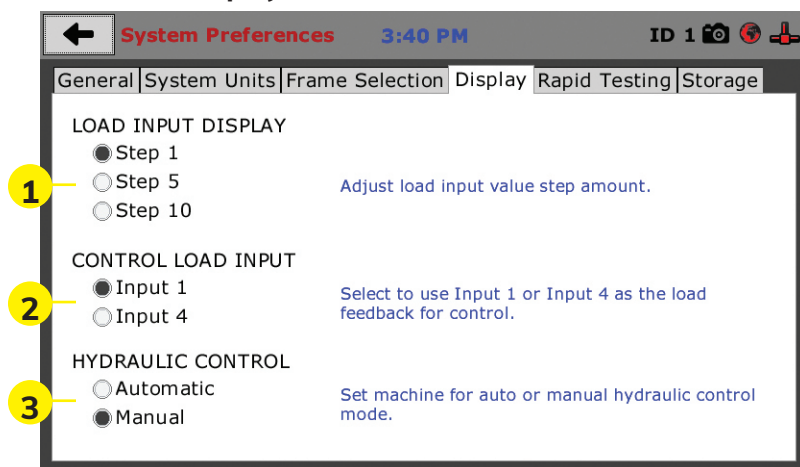 System Preferences 3:40 PM ID 1
General System Units Frame Selection Display Rapid Testing Storage
LOAD INPUT DISPLAY
Step 1
1 Step 5 Adjust load input value step amount.
Step 10
CONTROL LOAD INPUT
Input 1
2 Input 4
Select to use Input 1 or Input 4 as the load
feedback for control.
HYDRAULIC CONTROL
Automatic
3 Manual
Set machine for auto or manual hydraulic control
mode.